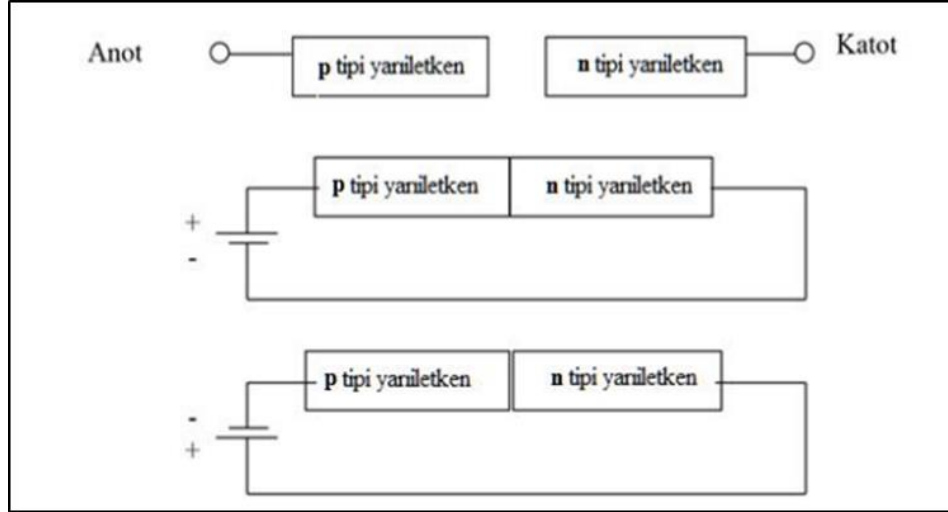 Anot
p tipi yarıiletken
n tipi yarıiletken
Katot
p tipi yarıiletken
n tipi yarıiletken
+
-
p tipi yarıiletken
n tipi yarıiletken
-
+